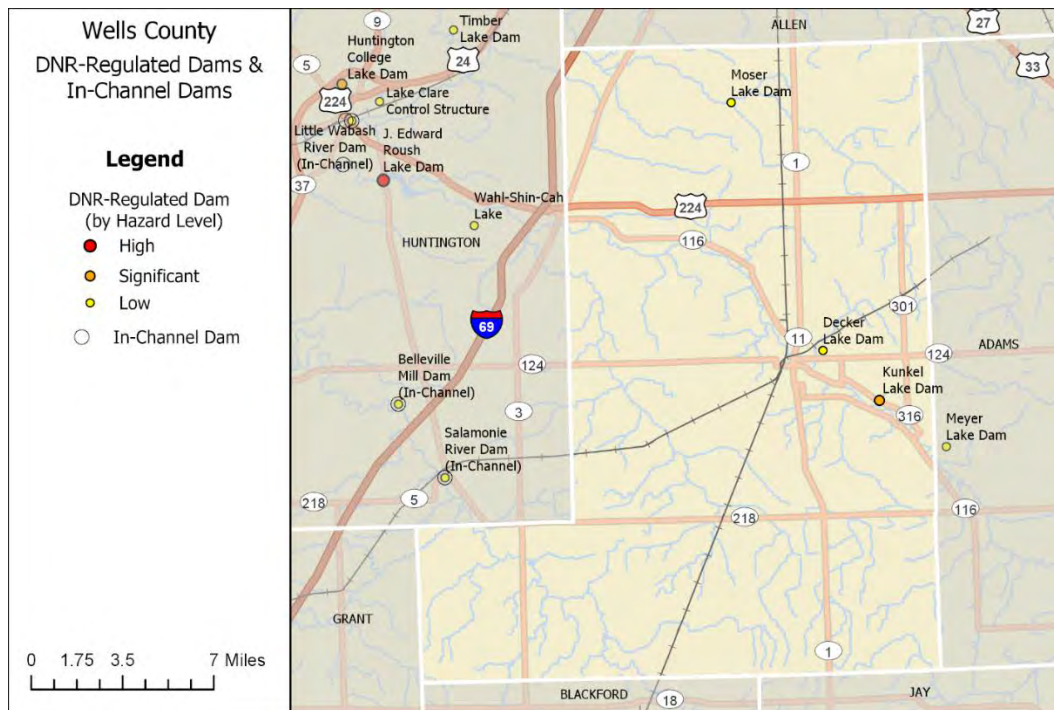 Wells County
DNR-Regulated Dams &
In-Channel Dams
Legend
DNR-Regulated Dam
(by Hazard Level)
High
Significant
Low
In-Channel Dam
0 1.75 3.5 7 Miles
9
Timber
Lake Dam
ALLEN
27
Huntington
College
Lake Dam
5
24
33
224
Lake Clare
Control Structure
Moser
Lake Dam
Little Wabash
River Dam
(In-Channel)
J. Edward
Roush
Lake Dam
1
37
Wahl-Shin-Cah
Lake
224
HUNTINGTON
116
301
69
11
Decker
Lake Dam
ADAMS
124
124
Belleville
Mill Dam
(In-Channel)
Kunkel
Lake Dam
3
316
Meyer
Lake Dam
Salamonie
River Dam
(In-Channel)
5
218
218
116
GRANT
1
BLACKFORD
18
JAY